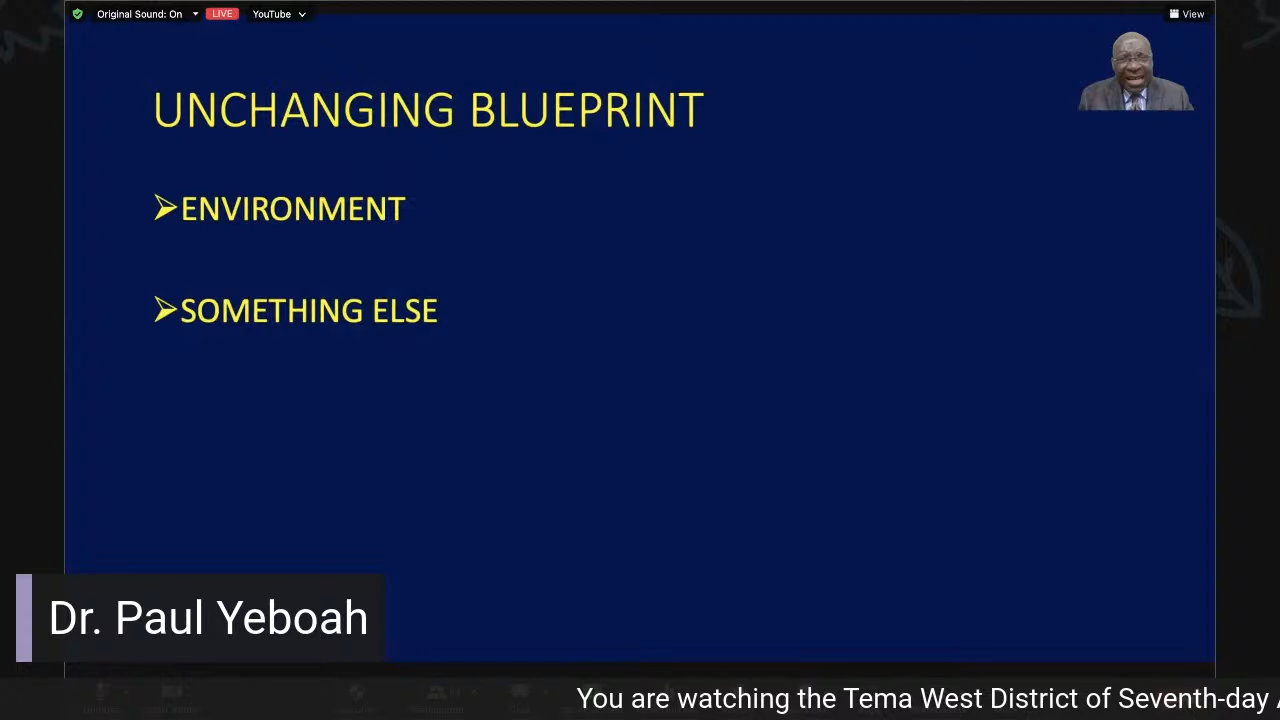 Original Sound: On
LIVE
YouTube
View
UNCHANGING BLUEPRINT
➢ENVIRONMENT
➢SOMETHING ELSE
Dr. Paul Yeboah
You are watching the Tema West District of Seventh-day